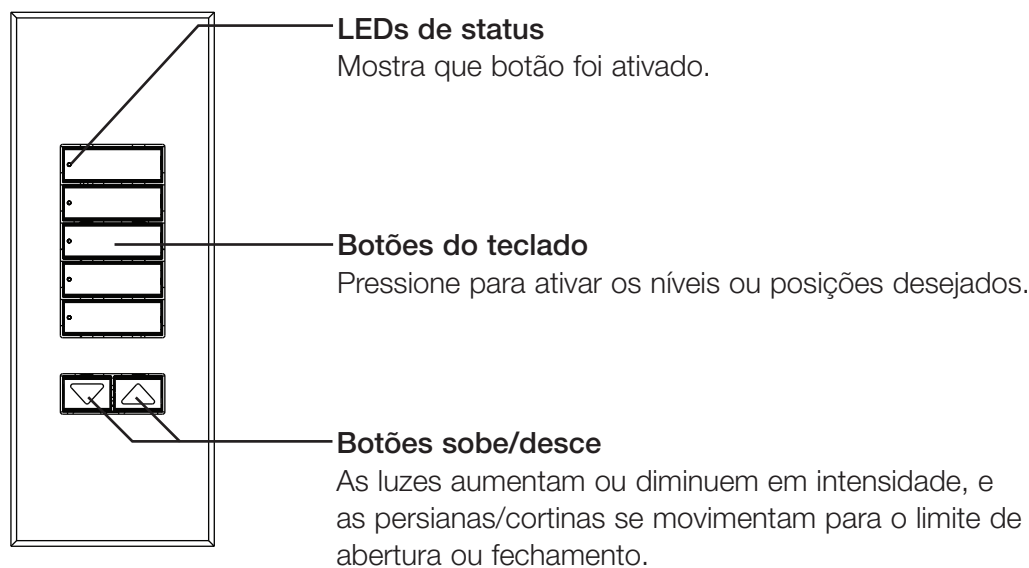 LEDs de status
Mostra que botão foi ativado.
Botões do teclado
Pressione para ativar os níveis ou posições desejados.
Botões sobe/desce
As luzes aumentam ou diminuem em intensidade, e
as persianas/cortinas se movimentam para o limite de
abertura ou fechamento.